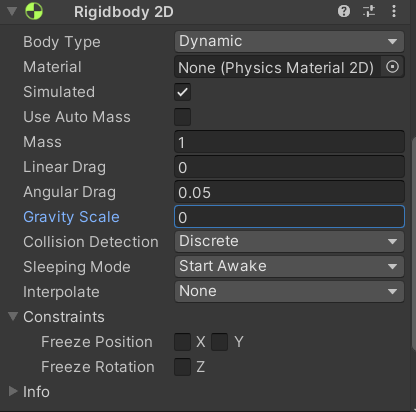 Rigidbody 2D
Body Type Dynamic
Material None (Physics Material 2D)
Simulated
Use Auto Mass
Mass 1
Linear Drag 0
Angular Drag 0.05
Gravity Scale 0
Collision Detection Discrete
Sleeping Mode Start Awake
Interpolate None
Constraints
Freeze Position X Y
Freeze Rotation Z
Info